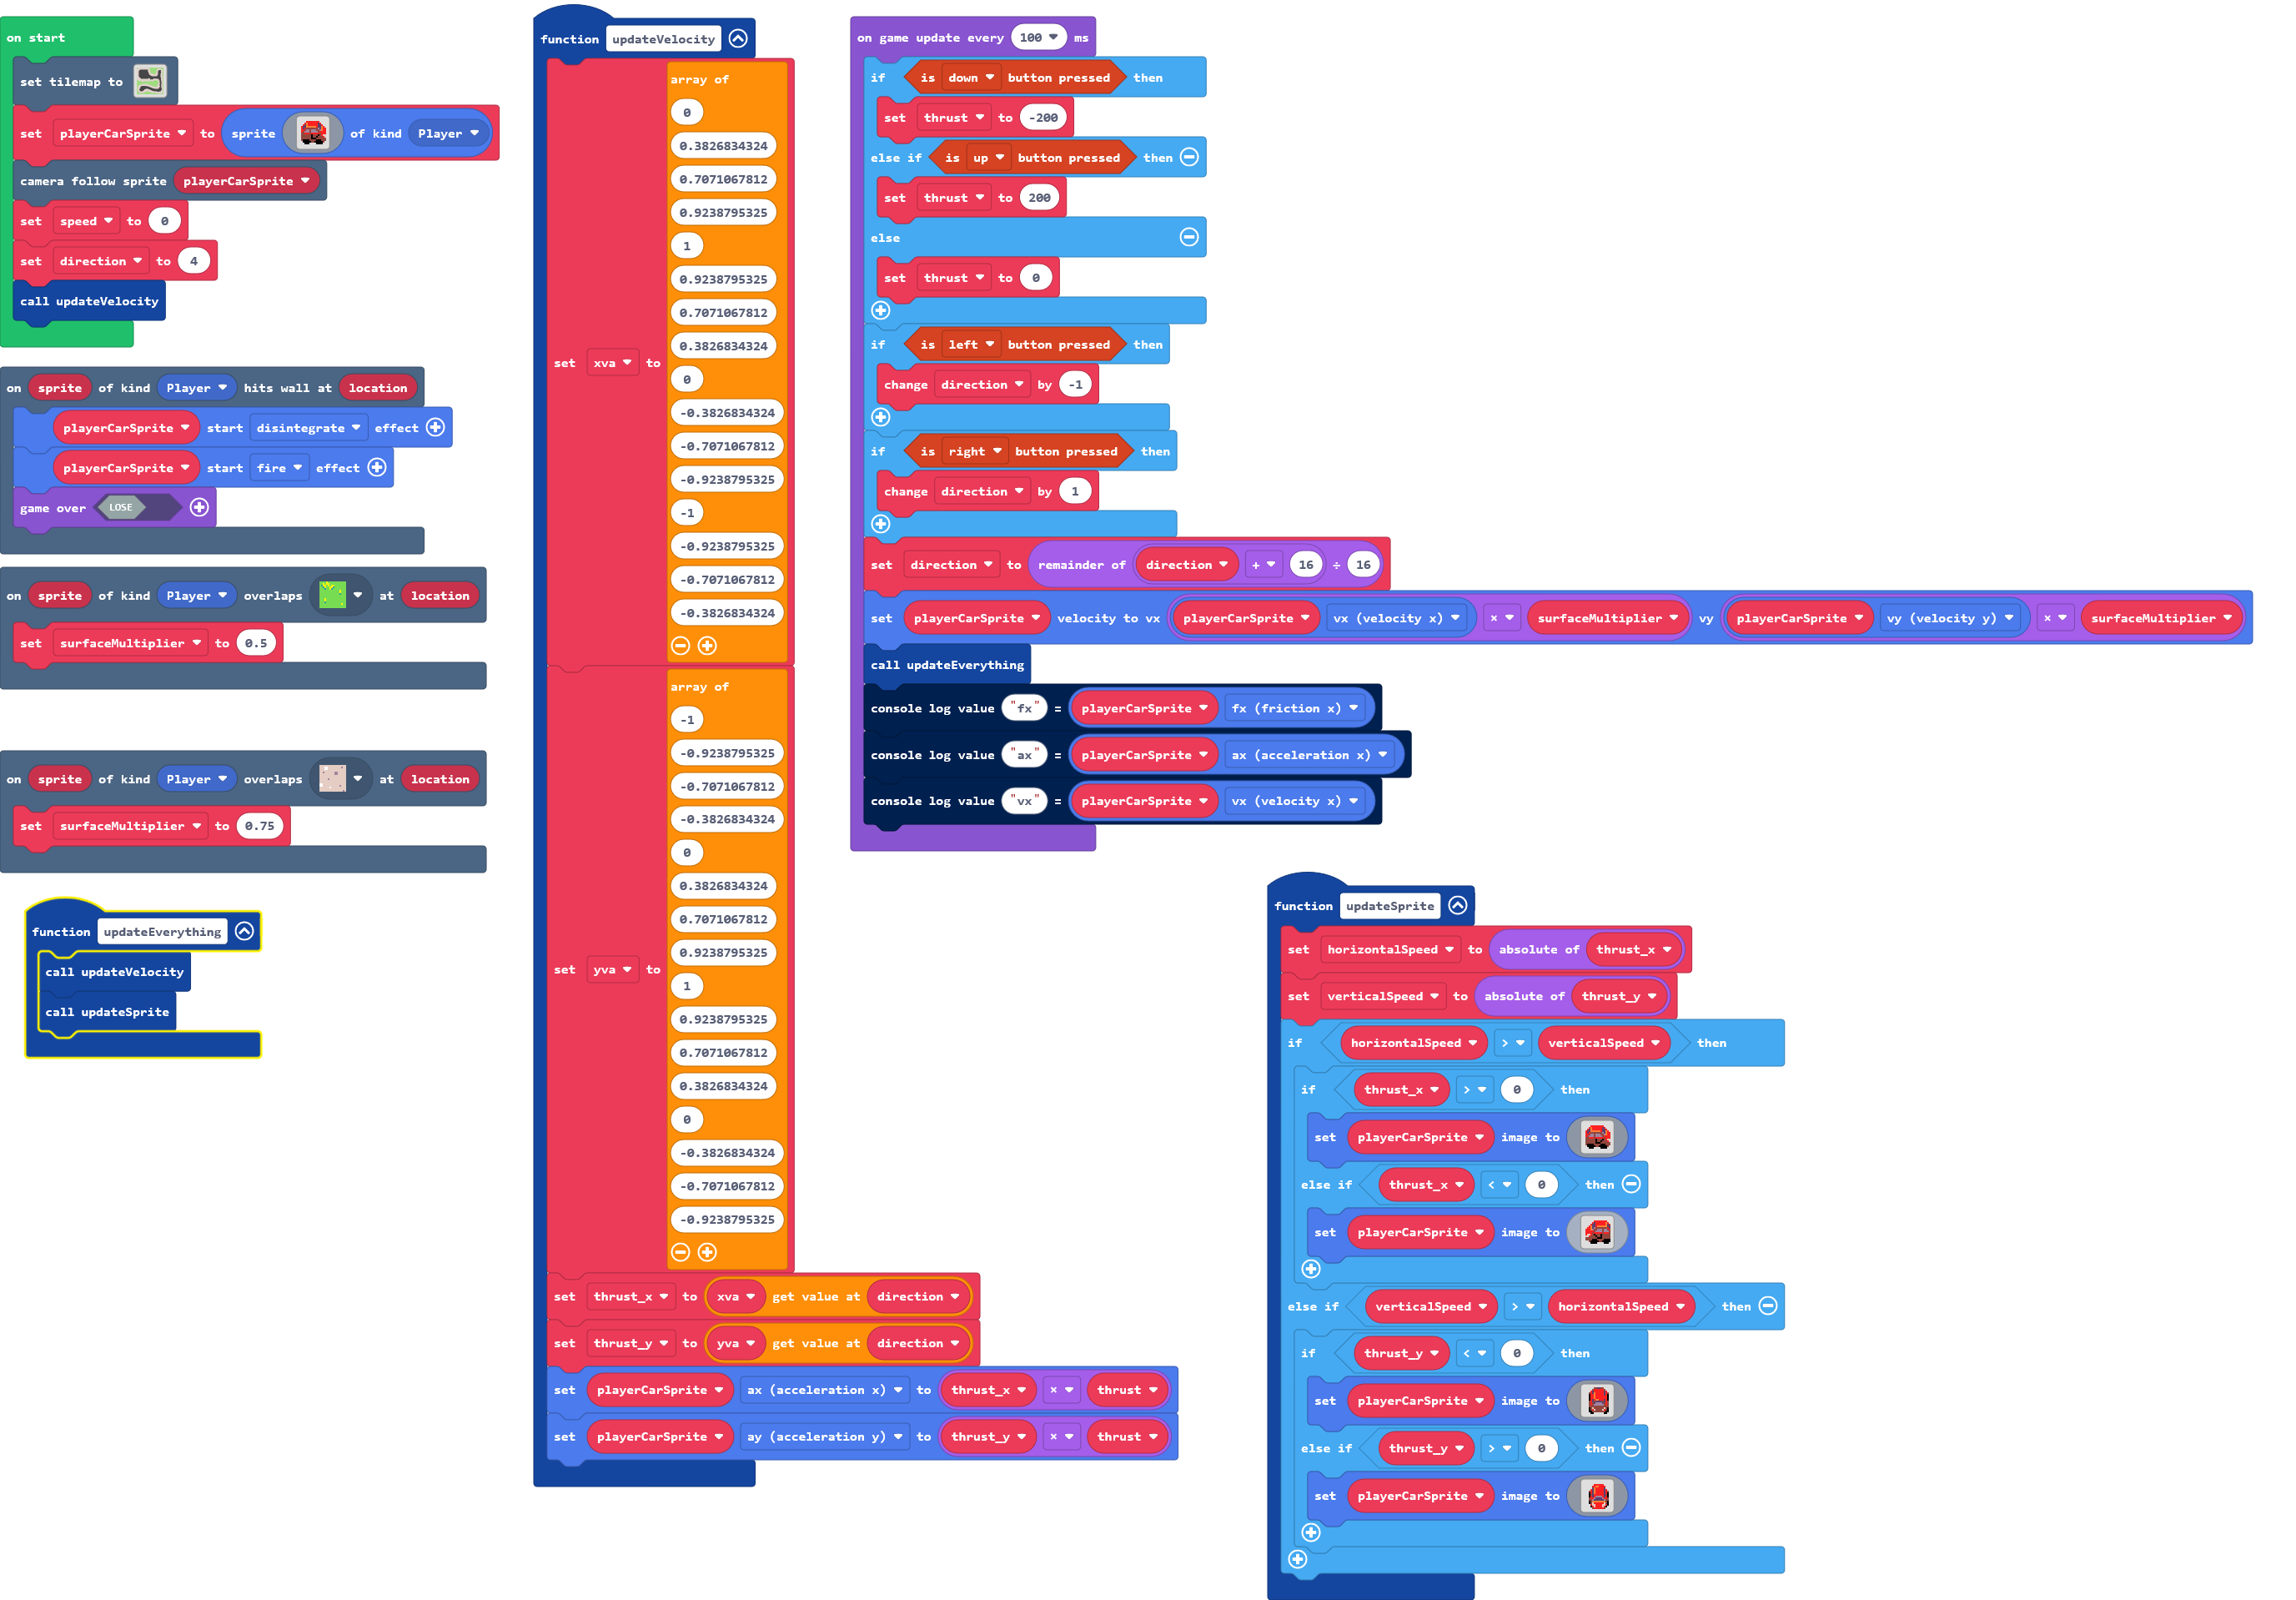 on start
set tilemap to
set playerCarSprite to sprite of kind Player
camera follow sprite playerCarSprite
set speed to 0
set direction to 4
call updateVelocity
on sprite of kind Player hits wall at location
playerCarSprite start disintegrate effect
playerCarSprite start fire effect
game over LOSE
on sprite of kind Player overlaps at location
set surfaceMultiplier to 0.5
on sprite of kind Player overlaps at location
set surfaceMultiplier to 0.75
function updateEverything
call updateVelocity
call updateSprite
function updateVelocity
set xva to array of
0
0.3826834324
0.7071067812
0.9238795325
1
0.9238795325
0.7071067812
0.3826834324
0
-0.3826834324
-0.7071067812
-0.9238795325
-1
-0.9238795325
-0.7071067812
-0.3826834324
set yva to array of
-1
-0.9238795325
-0.7071067812
-0.3826834324
0
0.3826834324
0.7071067812
0.9238795325
1
0.9238795325
0.7071067812
0.3826834324
0
-0.3826834324
-0.7071067812
-0.9238795325
set thrust_x to xva get value at direction
set thrust_y to yva get value at direction
set playerCarSprite ax (acceleration x) to thrust_x × thrust
set playerCarSprite ay (acceleration y) to thrust_y × thrust
on game update every 100 ms
if is down button pressed then
set thrust to -200
else if is up button pressed then
set thrust to 200
else
set thrust to 0
if is left button pressed then
change direction by -1
if is right button pressed then
change direction by 1
set direction to remainder of direction + 16 ÷ 16
set playerCarSprite velocity to vx playerCarSprite vx (velocity x) × surfaceMultiplier vy playerCarSprite vy (velocity y) × surfaceMultiplier
call updateEverything
console log value "fx" = playerCarSprite fx (friction x)
console log value "ax" = playerCarSprite ax (acceleration x)
console log value "vx" = playerCarSprite vx (velocity x)
function updateSprite
set horizontalSpeed to absolute of thrust_x
set verticalSpeed to absolute of thrust_y
if horizontalSpeed > verticalSpeed then
if thrust_x > 0 then
set playerCarSprite image to
else if thrust_x < 0 then
set playerCarSprite image to
else if verticalSpeed > horizontalSpeed then
if thrust_y < 0 then
set playerCarSprite image to
else if thrust_y > 0 then
set playerCarSprite image to